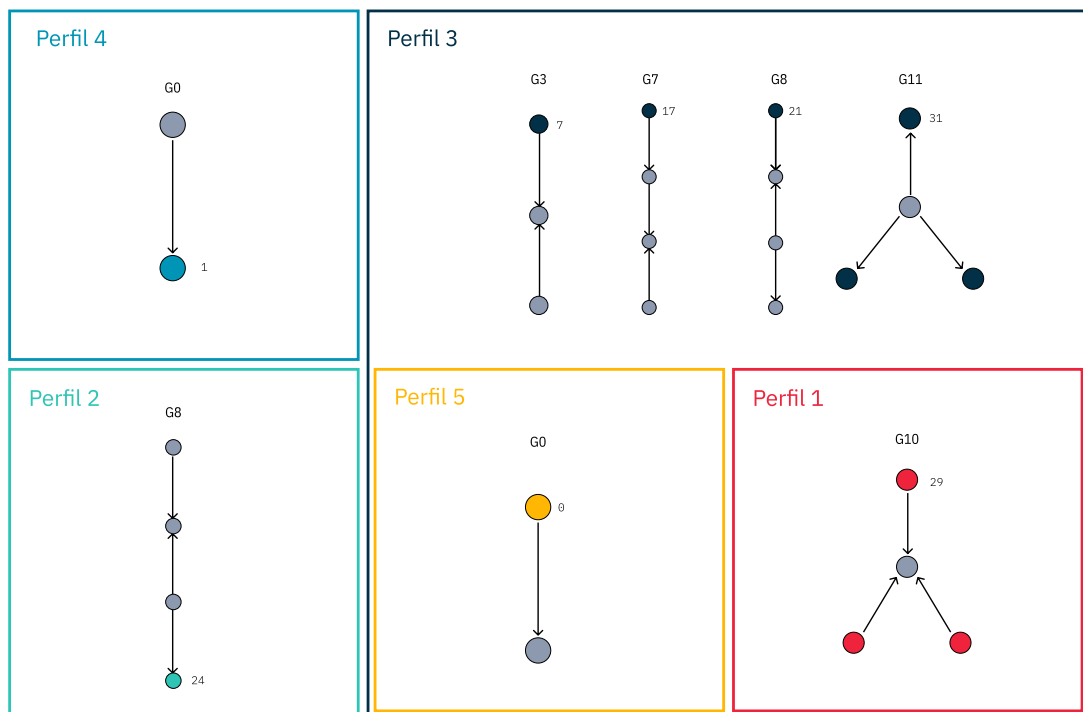 Perfil 4
G0
1
Perfil 3
G3
7
G7
17
G8
21
G11
31
Perfil 2
G8
24
Perfil 5
G0
0
Perfil 1
G10
29